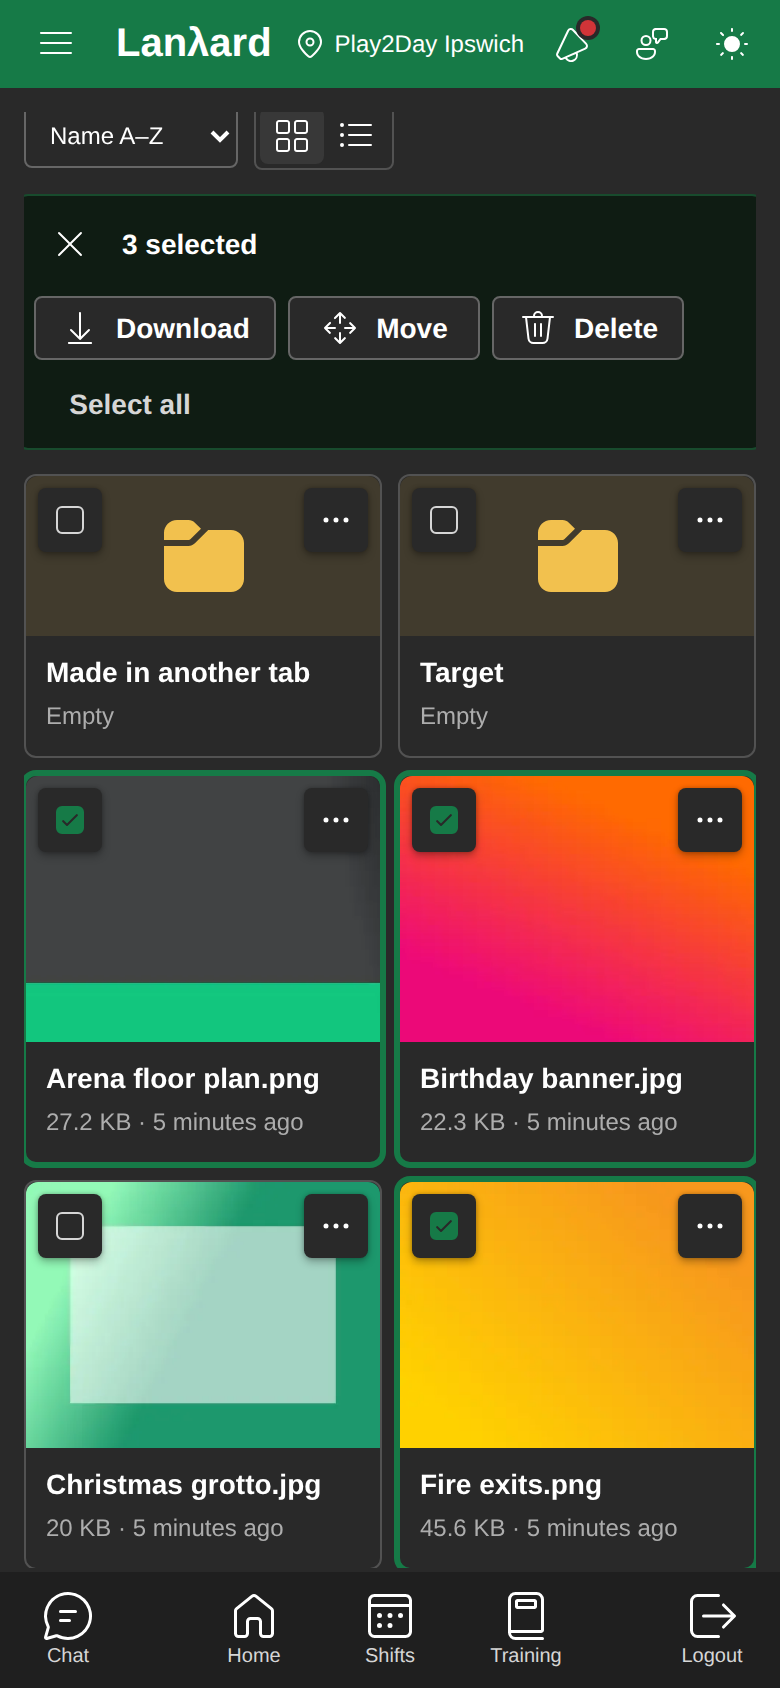 Lanλard
Play2Day Ipswich
Name A–Z
3 selected
Download
Move
Delete
Select all
Made in another tab
Empty
Target
Empty
Arena floor plan.png
27.2 KB · 5 minutes ago
Birthday banner.jpg
22.3 KB · 5 minutes ago
Christmas grotto.jpg
20 KB · 5 minutes ago
Fire exits.png
45.6 KB · 5 minutes ago
Chat
Home
Shifts
Training
Logout